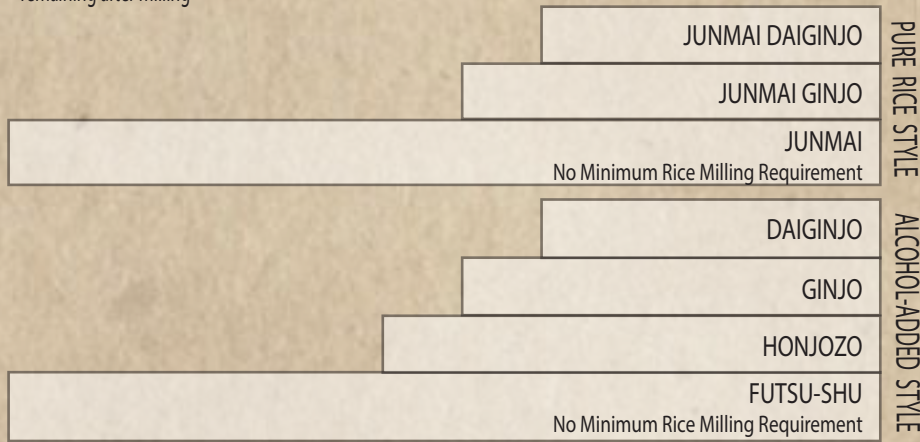 remaining after milling
JUNMAI DAIGINJO
JUNMAI GINJO
JUNMAI
No Minimum Rice Milling Requirement
PURE RICE STYLE
DAIGINJO
GINJO
HONJOZO
FUTSU-SHU
No Minimum Rice Milling Requirement
ALCOHOL-ADDED STYLE